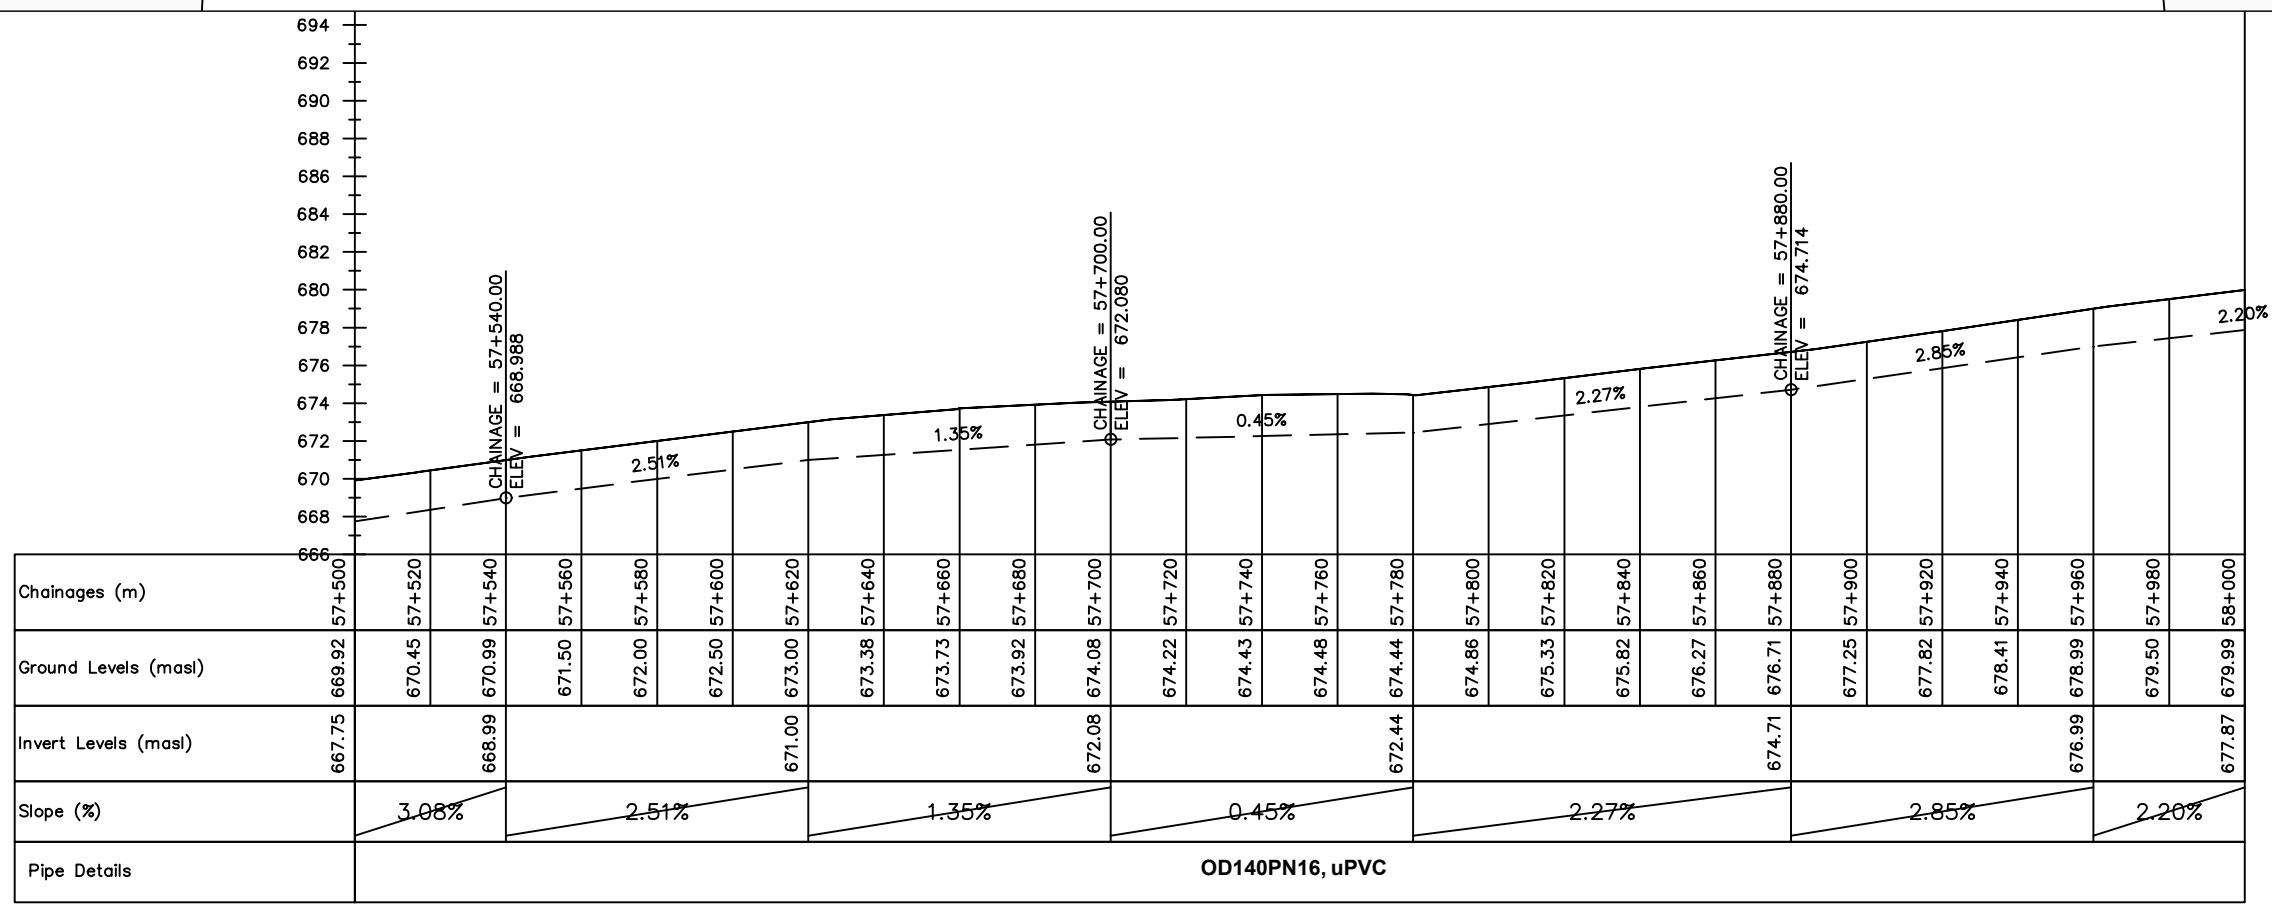 694
692
690
688
686
684
682
680
678
676
674
672
670
668
666
CHAINAGE = 57+540.00
ELEV = 668.988
CHAINAGE = 57+700.00
ELEV = 672.080
CHAINAGE = 57+880.00
ELEV = 674.714
2.51%
1.35%
0.45%
2.27%
2.85%
2.20%
Chainages (m) 57+500 57+520 57+540 57+560 57+580 57+600 57+620 57+640 57+660 57+680 57+700 57+720 57+740 57+760 57+780 57+800 57+820 57+840 57+860 57+880 57+900 57+920 57+940 57+960 57+980 58+000
Ground Levels (masl) 669.92 670.45 670.99 671.50 672.00 672.50 673.00 673.38 673.73 673.92 674.08 674.22 674.43 674.48 674.44 674.86 675.33 675.82 676.27 676.71 677.25 677.82 678.41 678.99 679.50 679.99
Invert Levels (masl) 667.75 668.99 671.00 672.08 672.44 674.71 676.99 677.87
Slope (%) 3.08% 2.51% 1.35% 0.45% 2.27% 2.85% 2.20%
Pipe Details OD140PN16, uPVC